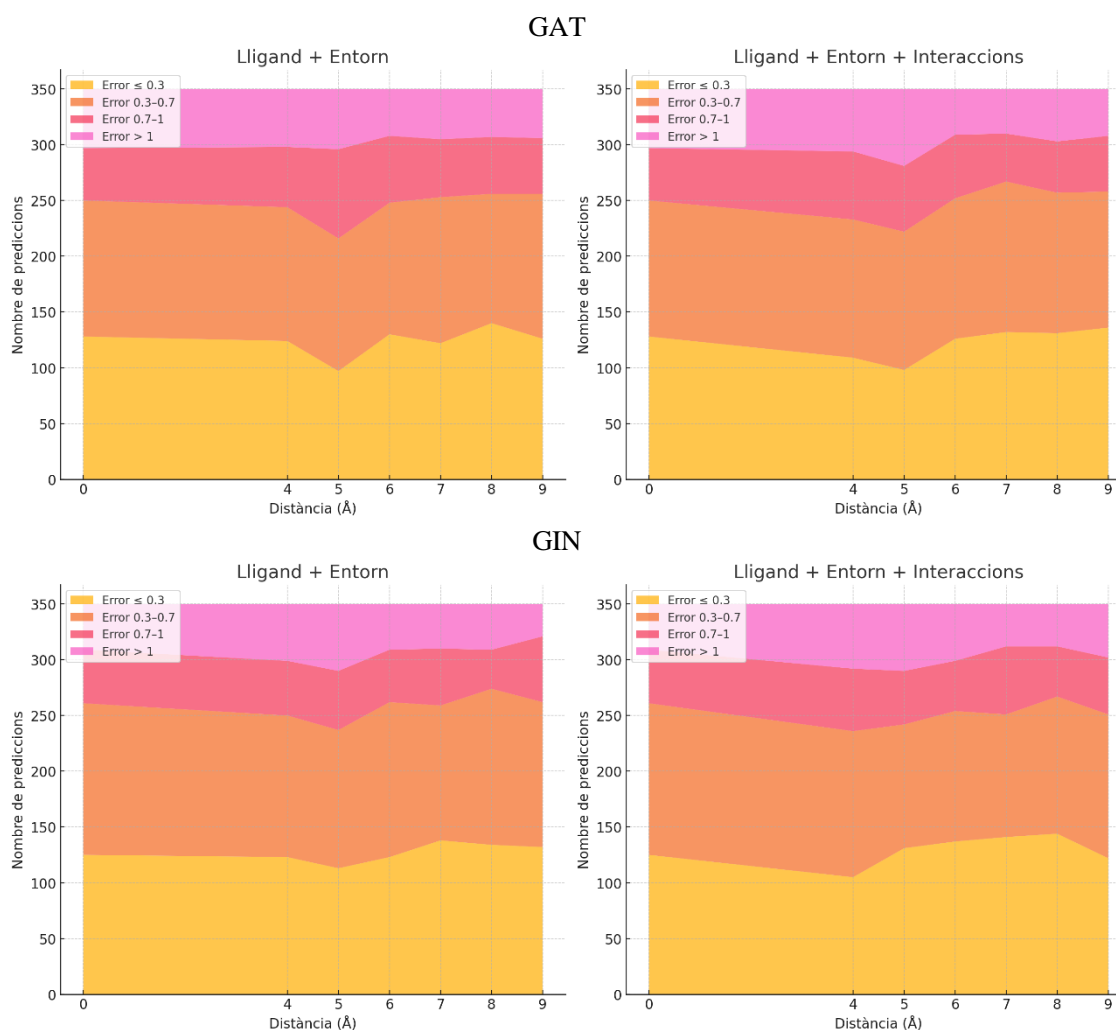 GAT
Lligand + Entorn
Error ≤ 0.3
Error 0.3–0.7
Error 0.7–1
Error > 1
350
300
250
200
150
100
50
0
Nombre de prediccions
0 4 5 6 7 8 9
Distància (Å)
Lligand + Entorn + Interaccions
Error ≤ 0.3
Error 0.3–0.7
Error 0.7–1
Error > 1
350
300
250
200
150
100
50
0
Nombre de prediccions
0 4 5 6 7 8 9
Distància (Å)
GIN
Lligand + Entorn
Error ≤ 0.3
Error 0.3–0.7
Error 0.7–1
Error > 1
350
300
250
200
150
100
50
0
Nombre de prediccions
0 4 5 6 7 8 9
Distància (Å)
Lligand + Entorn + Interaccions
Error ≤ 0.3
Error 0.3–0.7
Error 0.7–1
Error > 1
350
300
250
200
150
100
50
0
Nombre de prediccions
0 4 5 6 7 8 9
Distància (Å)